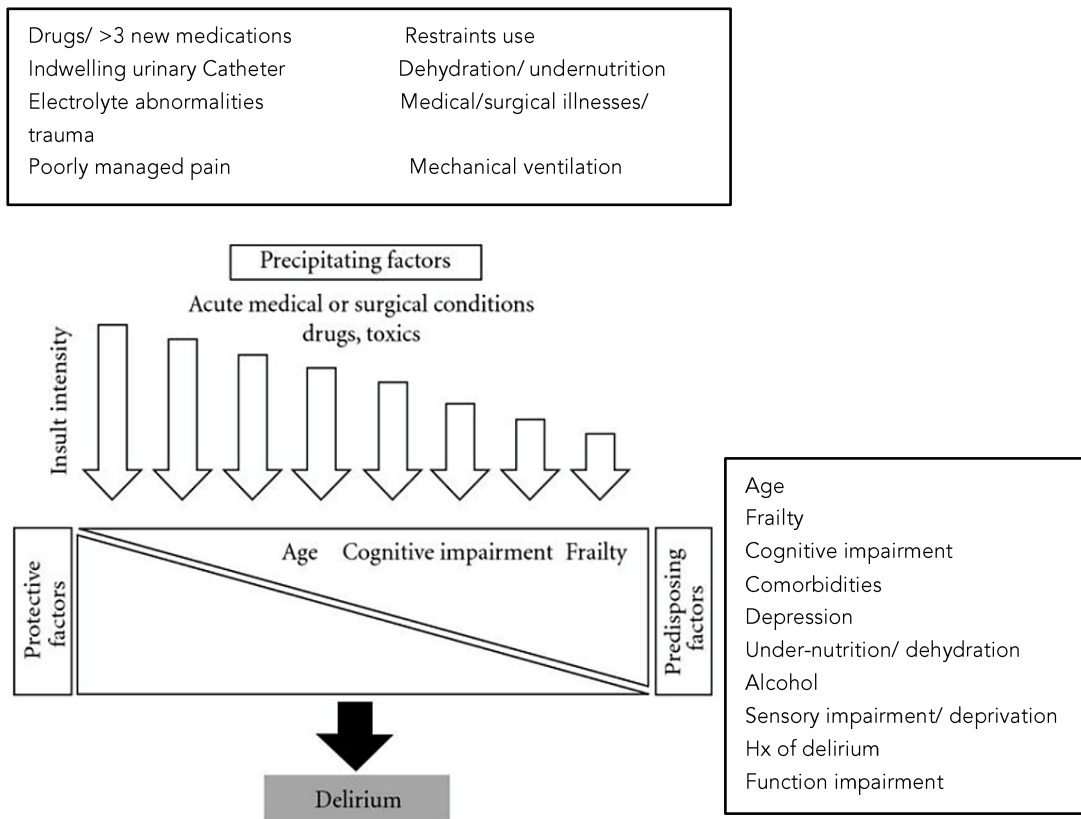 Drugs/ >3 new medications Restraints use
Indwelling urinary Catheter Dehydration/ undernutrition
Electrolyte abnormalities Medical/surgical illnesses/
trauma
Poorly managed pain Mechanical ventilation
Precipitating factors
Acute medical or surgical conditions
drugs, toxics
Insult intensity
Protective
factors
Age Cognitive impairment Frailty
Predisposing
factors
Delirium
Age
Frailty
Cognitive impairment
Comorbidities
Depression
Under-nutrition/ dehydration
Alcohol
Sensory impairment/ deprivation
Hx of delirium
Function impairment